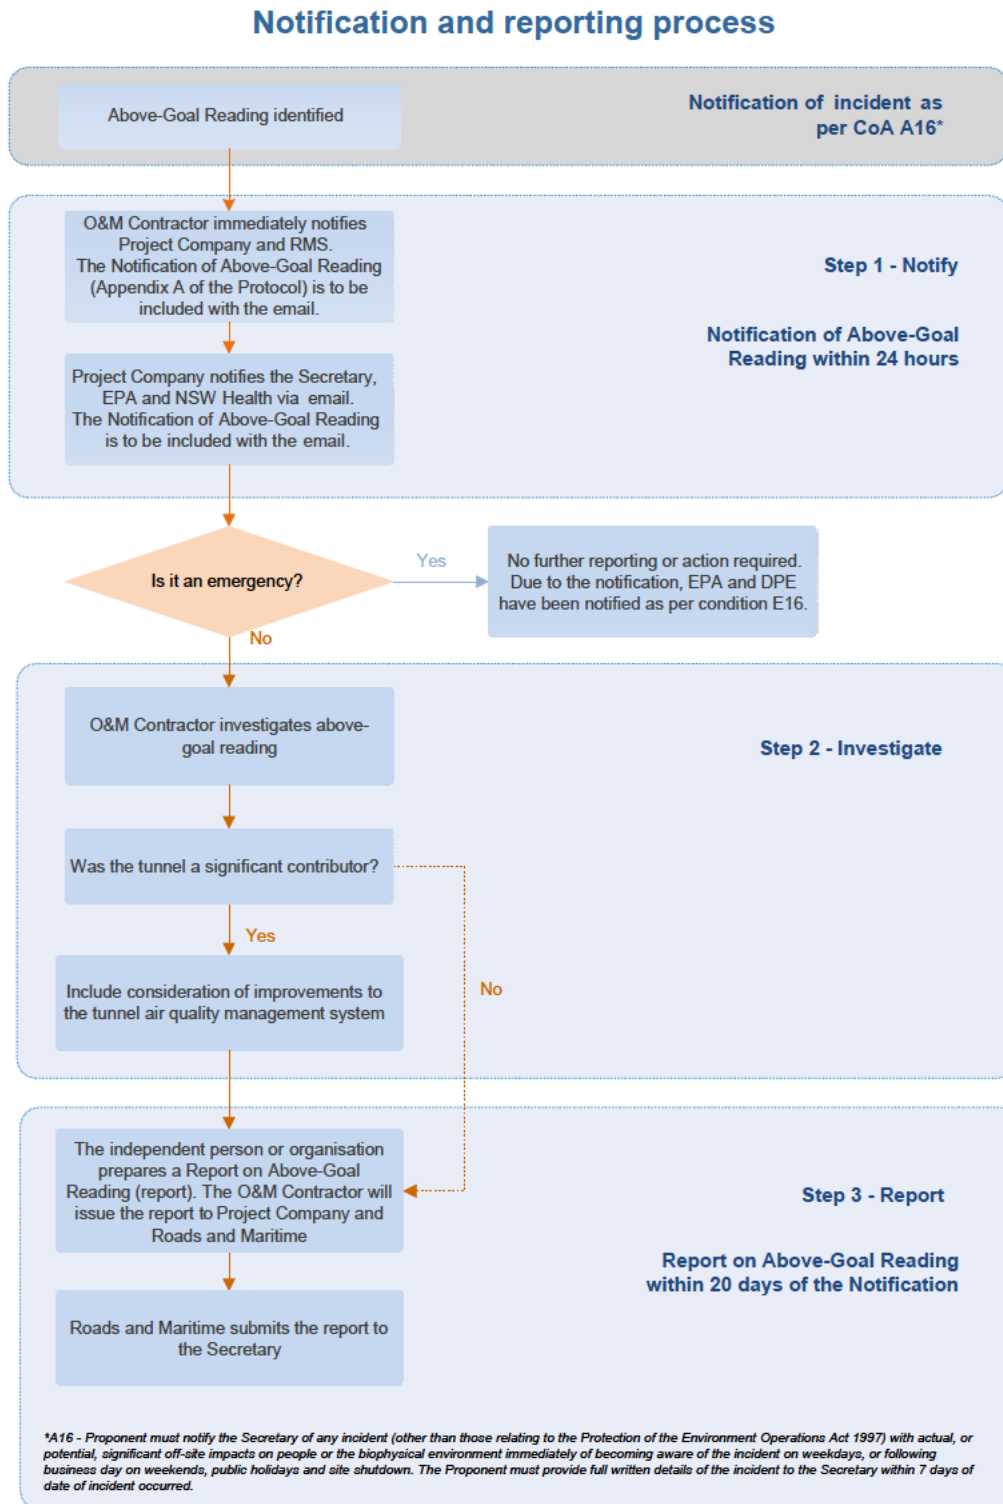 Notification and reporting process
Above-Goal Reading identified
Notification of incident as
per CoA A16*
O&M Contractor immediately notifies
Project Company and RMS.
The Notification of Above-Goal Reading
(Appendix A of the Protocol) is to be
included with the email.
Step 1 - Notify
Notification of Above-Goal
Reading within 24 hours
Project Company notifies the Secretary,
EPA and NSW Health via email.
The Notification of Above-Goal Reading
is to be included with the email.
Is it an emergency?
Yes
No further reporting or action required.
Due to the notification, EPA and DPE
have been notified as per condition E16.
No
O&M Contractor investigates above-
goal reading
Step 2 - Investigate
Was the tunnel a significant contributor?
Yes
No
Include consideration of improvements to
the tunnel air quality management system
The independent person or organisation
prepares a Report on Above-Goal
Reading (report). The O&M Contractor will
issue the report to Project Company and
Roads and Maritime
Step 3 - Report
Report on Above-Goal Reading
within 20 days of the Notification
Roads and Maritime submits the report to
the Secretary
*A16 - Proponent must notify the Secretary of any incident (other than those relating to the Protection of the Environment Operations Act 1997) with actual, or
potential, significant off-site impacts on people or the biophysical environment immediately of becoming aware of the incident on weekdays, or following
business day on weekends, public holidays and site shutdown. The Proponent must provide full written details of the incident to the Secretary within 7 days of
date of incident occurred.